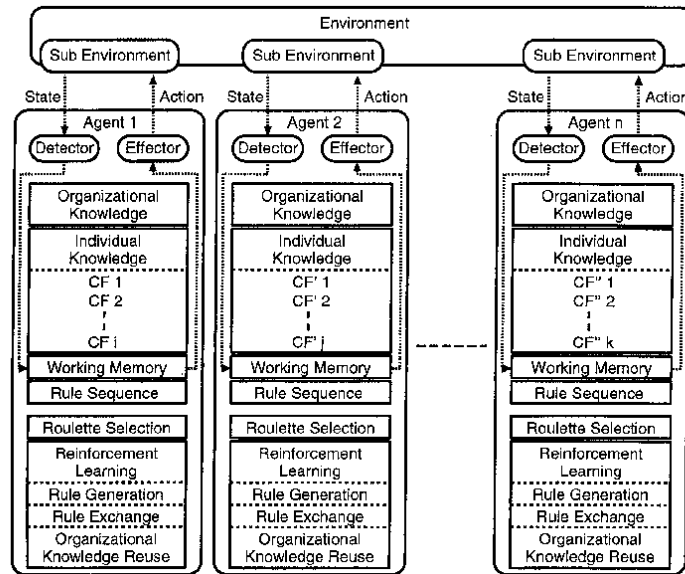 Environment
Sub Environment
Sub Environment
Sub Environment
State
Action
State
Action
State
Action
Agent 1
Detector
Effector
Organizational
Knowledge
Individual
Knowledge
CF 1
CF 2
CF i
Working Memory
Rule Sequence
Roulette Selection
Reinforcement
Learning
Rule Generation
Rule Exchange
Organizational
Knowledge Reuse
Agent 2
Detector
Effector
Organizational
Knowledge
Individual
Knowledge
CF' 1
CF' 2
CF' j
Working Memory
Rule Sequence
Roulette Selection
Reinforcement
Learning
Rule Generation
Rule Exchange
Organizational
Knowledge Reuse
Agent n
Detector
Effector
Organizational
Knowledge
Individual
Knowledge
CF" 1
CF" 2
CF" k
Working Memory
Rule Sequence
Roulette Selection
Reinforcement
Learning
Rule Generation
Rule Exchange
Organizational
Knowledge Reuse